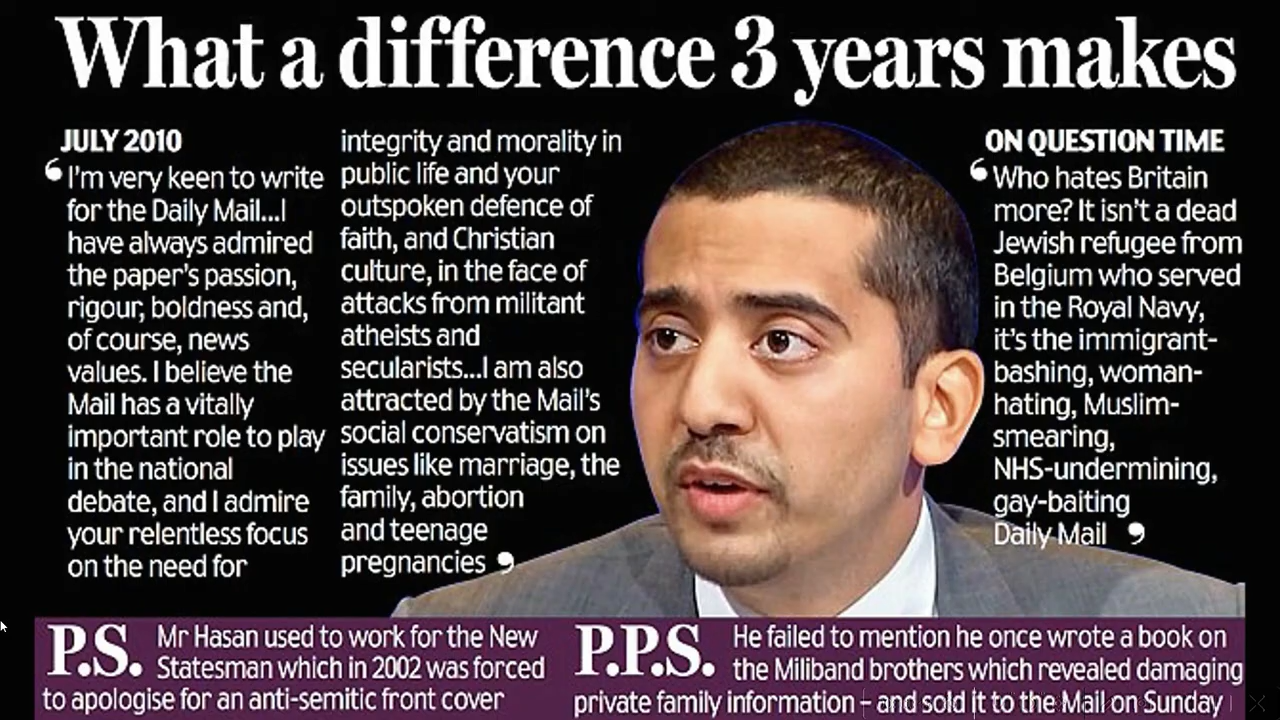 What a difference 3 years makes
JULY 2010
‘I'm very keen to write
for the Daily Mail...I
have always admired
the paper's passion,
rigour, boldness and,
of course, news
values. I believe the
Mail has a vitally
important role to play
in the national
debate, and I admire
your relentless focus
on the need for
integrity and morality in
public life and your
outspoken defence of
faith, and Christian
culture, in the face of
attacks from militant
atheists and
secularists...I am also
attracted by the Mail's
social conservatism on
issues like marriage, the
family, abortion
and teenage
pregnancies ’
ON QUESTION TIME
‘Who hates Britain
more? It isn't a dead
Jewish refugee from
Belgium who served
in the Royal Navy,
it's the immigrant-
bashing, woman-
hating, Muslim-
smearing,
NHS-undermining,
gay-baiting
Daily Mail ’
P.S. Mr Hasan used to work for the New
Statesman which in 2002 was forced
to apologise for an anti-semitic front cover
P.P.S. He failed to mention he once wrote a book on
the Miliband brothers which revealed damaging
private family information – and sold it to the Mail on Sunday